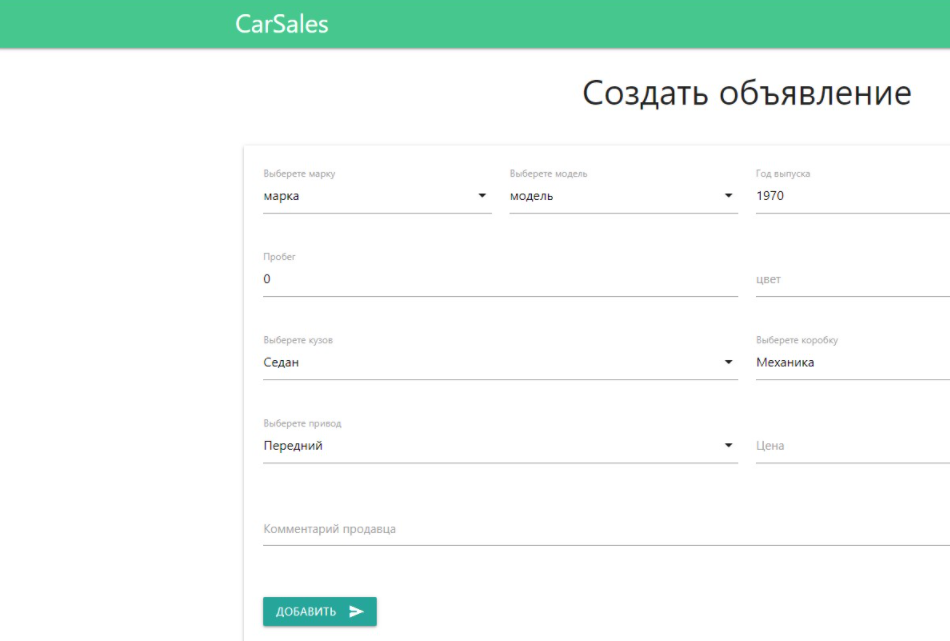 CarSales
Создать объявление
Выберете марку Выберете модель Год выпуска
марка модель 1970
Пробег
0 цвет
Выберете кузов Выберете коробку
Седан Механика
Выберете привод
Передний Цена
Комментарий продавца
ДОБАВИТЬ